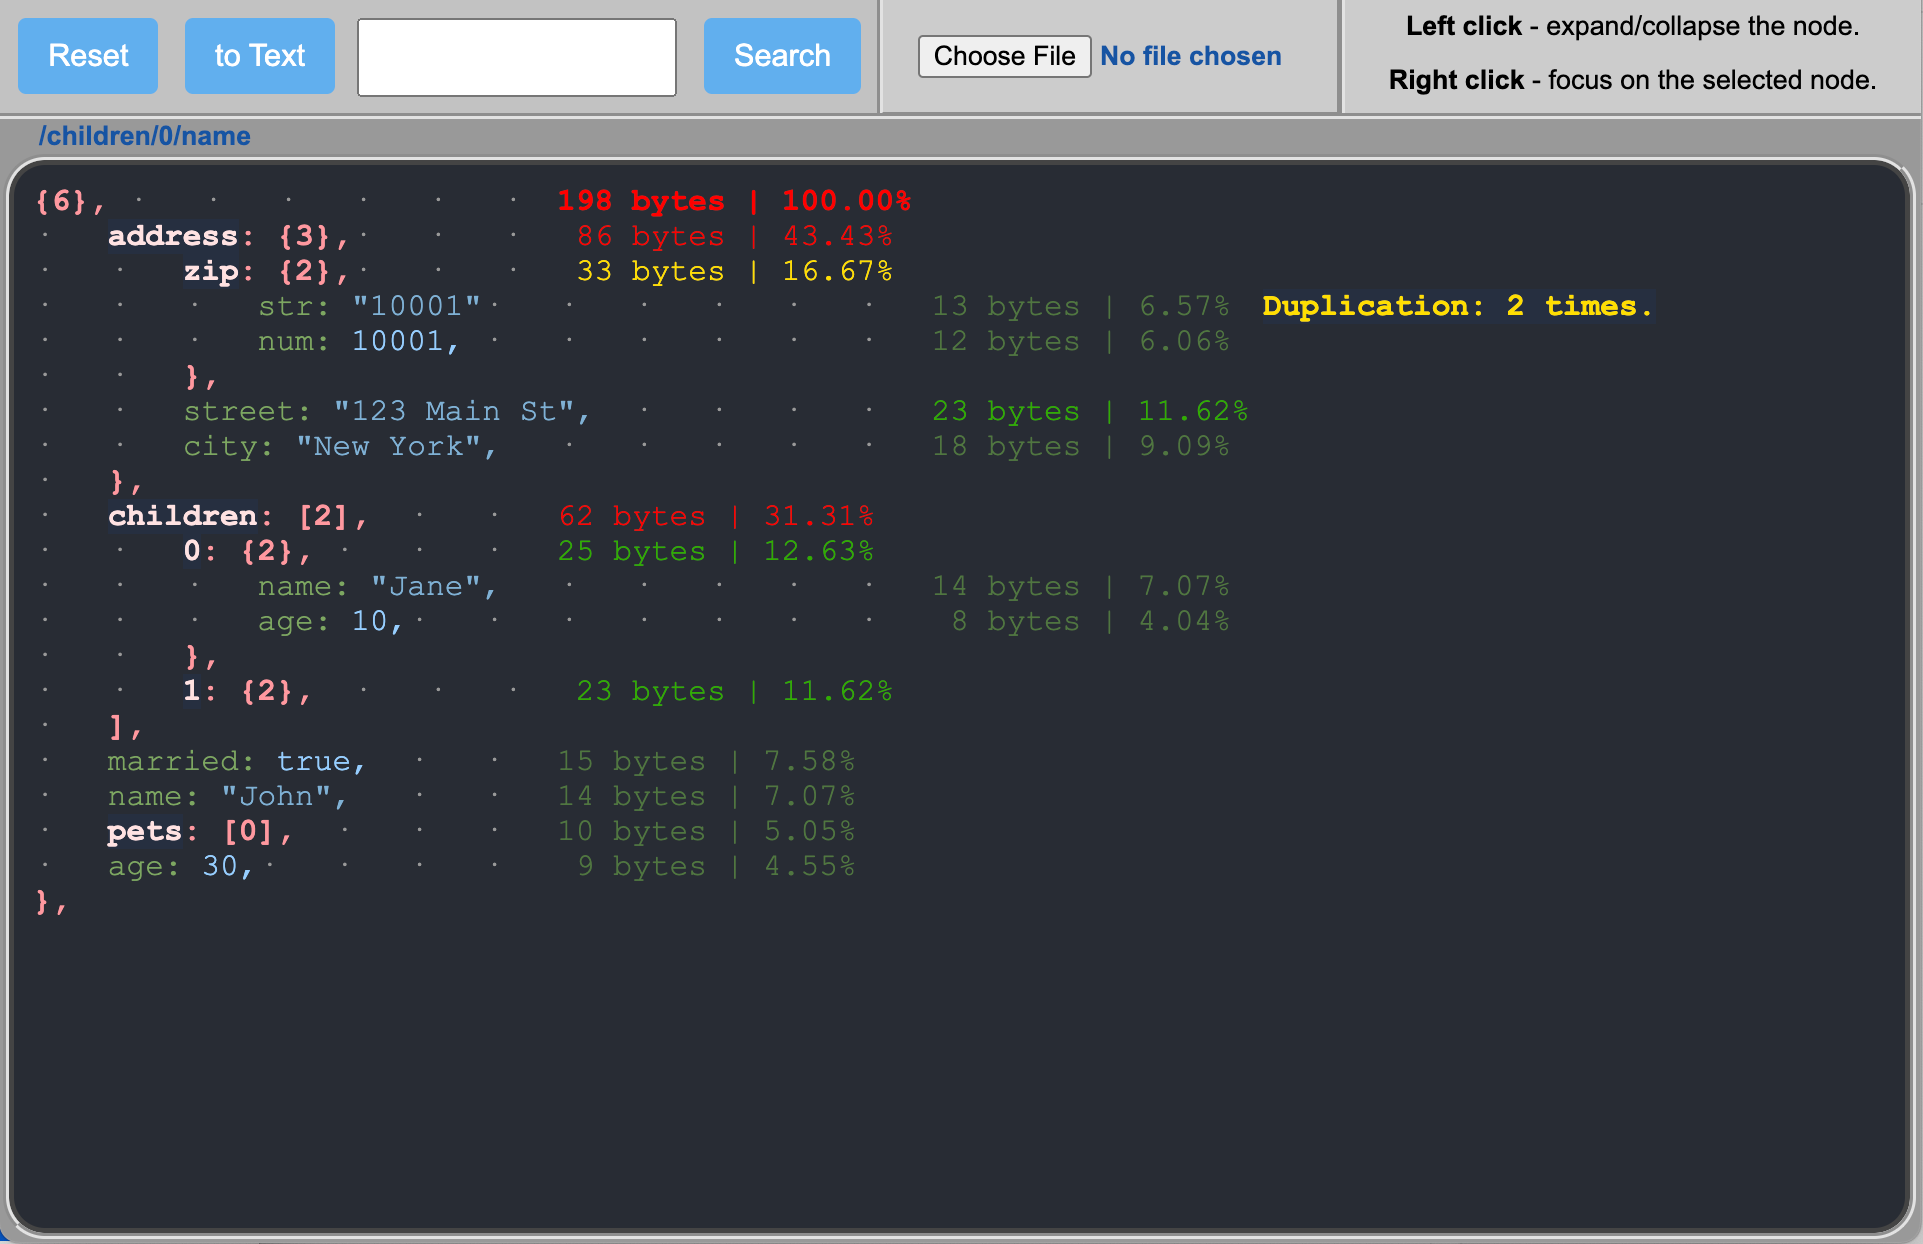 Reset to Text Search Choose File No file chosen
Left click - expand/collapse the node.
Right click - focus on the selected node.
/children/0/name
{6}, 198 bytes | 100.00%
address: {3}, 86 bytes | 43.43%
zip: {2}, 33 bytes | 16.67%
str: "10001" 13 bytes | 6.57% Duplication: 2 times.
num: 10001, 12 bytes | 6.06%
},
street: "123 Main St", 23 bytes | 11.62%
city: "New York", 18 bytes | 9.09%
},
children: [2], 62 bytes | 31.31%
0: {2}, 25 bytes | 12.63%
name: "Jane", 14 bytes | 7.07%
age: 10, 8 bytes | 4.04%
},
1: {2}, 23 bytes | 11.62%
],
married: true, 15 bytes | 7.58%
name: "John", 14 bytes | 7.07%
pets: [0], 10 bytes | 5.05%
age: 30, 9 bytes | 4.55%
},